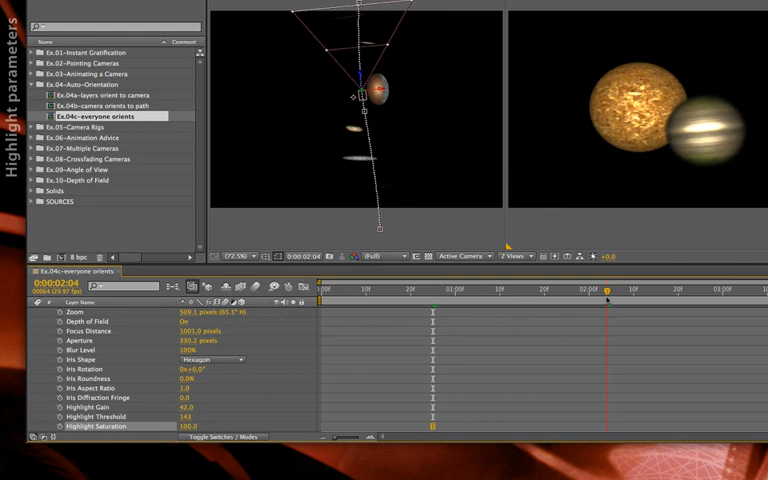 Highlight parameters
Name
Comment
Ex.01-Instant Gratification
Ex.02-Pointing Cameras
Ex.03-Animating a Camera
Ex.04-Auto-Orientation
Ex.04a-layers orient to camera
Ex.04b-camera orients to path
Ex.04c-everyone orients
Ex.05-Camera Rigs
Ex.06-Animation Advice
Ex.07-Multiple Cameras
Ex.08-Crossfading Cameras
Ex.09-Angle of View
Ex.10-Depth of Field
Solids
SOURCES
8 bpc
(72.5%)
0:00:02:04
(Full)
Active Camera
2 Views
+0.0
Ex.04c-everyone orients
0:00:02:04
00064 (29.97 fps)
Layer Name
:00f
10f
20f
01:00f
10f
20f
02:00f
10f
20f
03:0
Zoom 509.1 pixels (65.5° H)
Depth of Field On
Focus Distance 1001.0 pixels
Aperture 330.2 pixels
Blur Level 100%
Iris Shape Hexagon
Iris Rotation 0x+0.0°
Iris Roundness 0.0%
Iris Aspect Ratio 1.0
Iris Diffraction Fringe 0.0
Highlight Gain 42.0
Highlight Threshold 143
Highlight Saturation 100.0
Toggle Switches / Modes